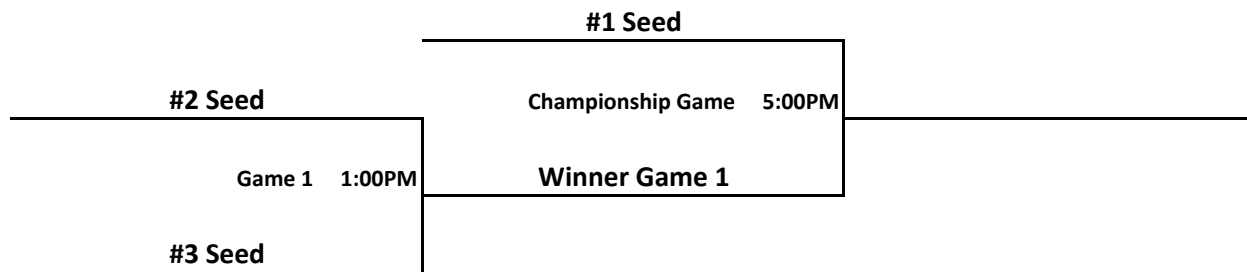 #1 Seed
#2 Seed
Championship Game 5:00PM
Game 1 1:00PM
Winner Game 1
#3 Seed